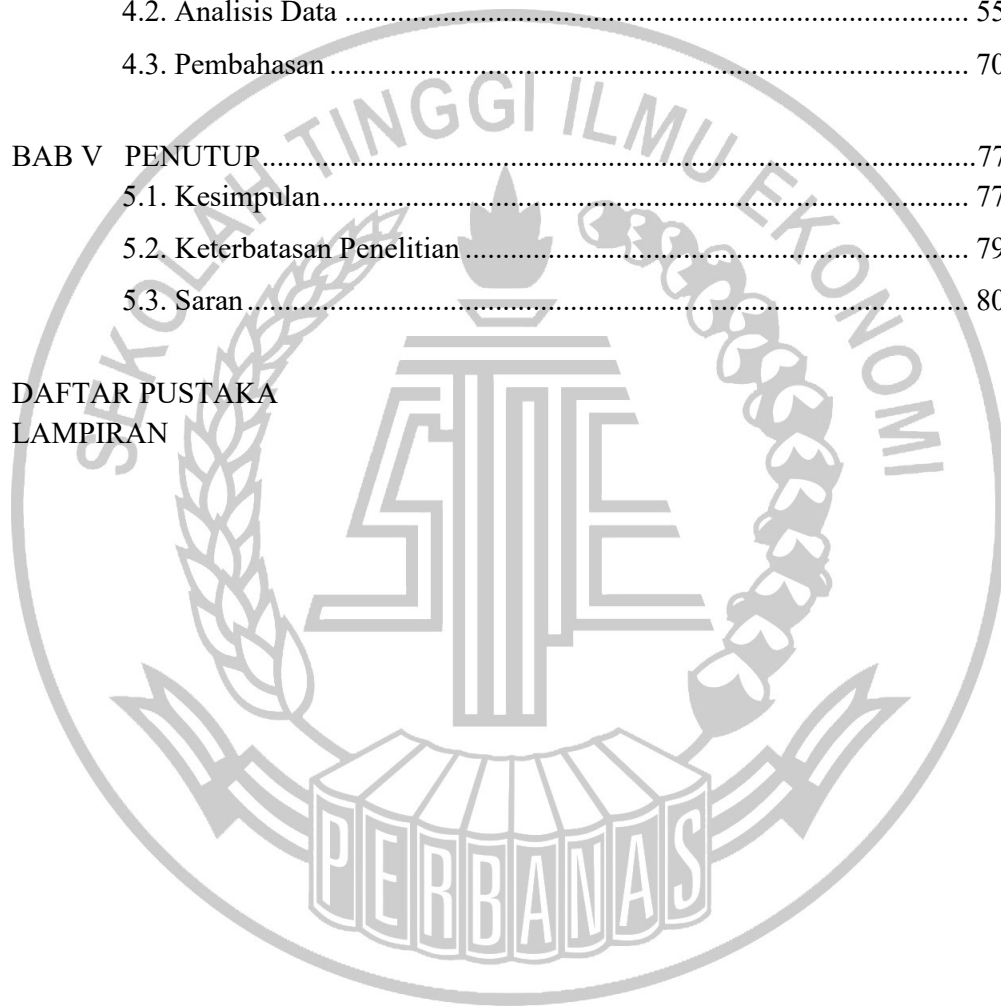 4.2. Analisis Data ........................................................................................ 55
4.3. Pembahasan ........................................................................................ 70
BAB V PENUTUP........................................................................................77
5.1. Kesimpulan........................................................................................ 77
5.2. Keterbatasan Penelitian ........................................................................ 79
5.3. Saran ........................................................................................ 80
DAFTAR PUSTAKA
LAMPIRAN
SEKOLAH TINGGI ILMU EKONOMI
STIE
PERBANAS